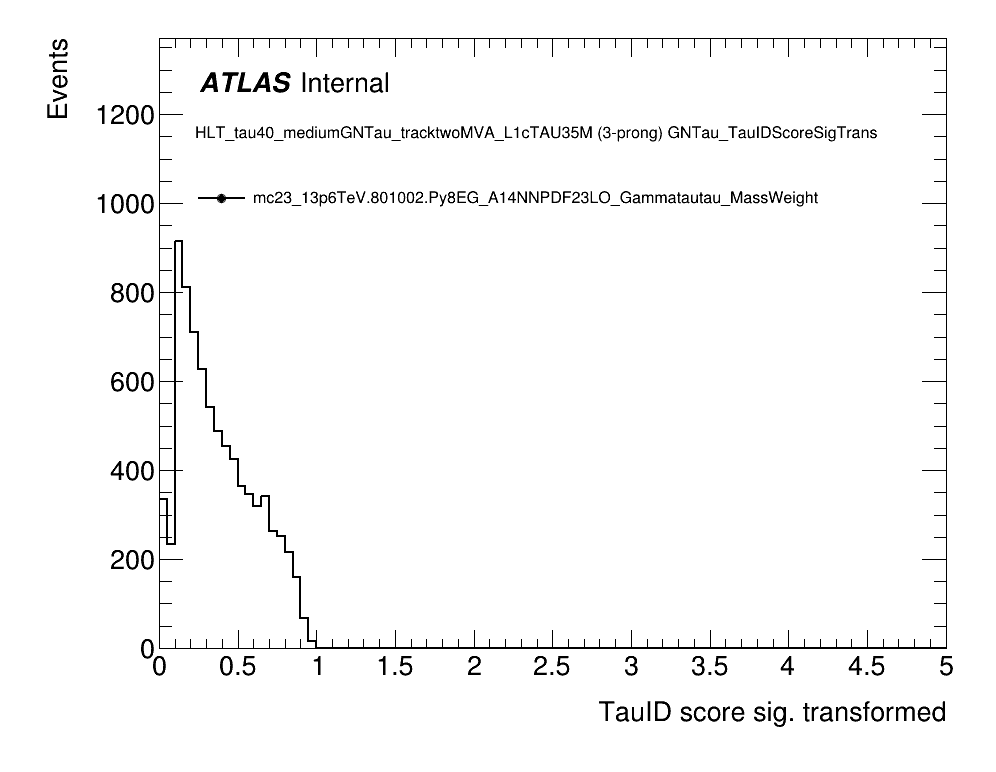 Events
ATLAS Internal
HLT_tau40_mediumGNTau_tracktwoMVA_L1cTAU35M (3-prong) GNTau_TauIDScoreSigTrans
mc23_13p6TeV.801002.Py8EG_A14NNPDF23LO_Gammatautau_MassWeight
1200
1000
800
600
400
200
0
0 0.5 1 1.5 2 2.5 3 3.5 4 4.5 5
TauID score sig. transformed